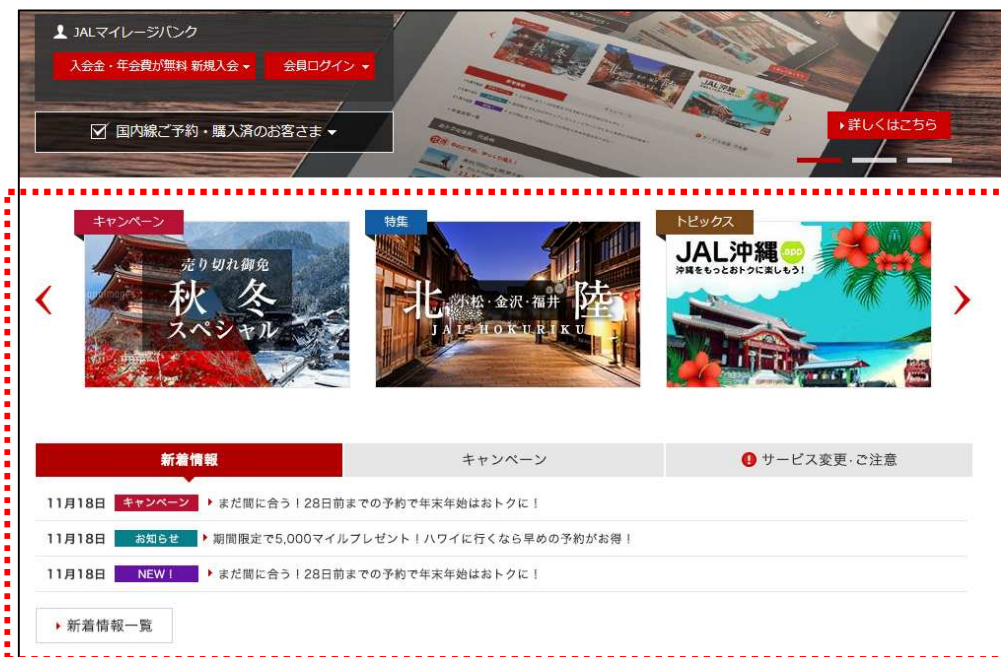 JALマイレージバンク
入会金・年会費が無料 新規入会
会員ログイン
国内線ご予約・購入済のお客さま
詳しくはこちら
キャンペーン
売り切れ御免
秋 冬
スペシャル
特集
北 小松・金沢・福井 陸
JAL HOKURIKU
トピックス
JAL沖縄.app
沖縄をもっとおトクに楽しもう!
新着情報 キャンペーン サービス変更・ご注意
11月18日 キャンペーン まだ間に合う!28日前までの予約で年末年始はおトクに!
11月18日 お知らせ 期間限定で5,000マイルプレゼント!ハワイに行くなら早めの予約がお得!
11月18日 NEW! まだ間に合う!28日前までの予約で年末年始はおトクに!
新着情報一覧